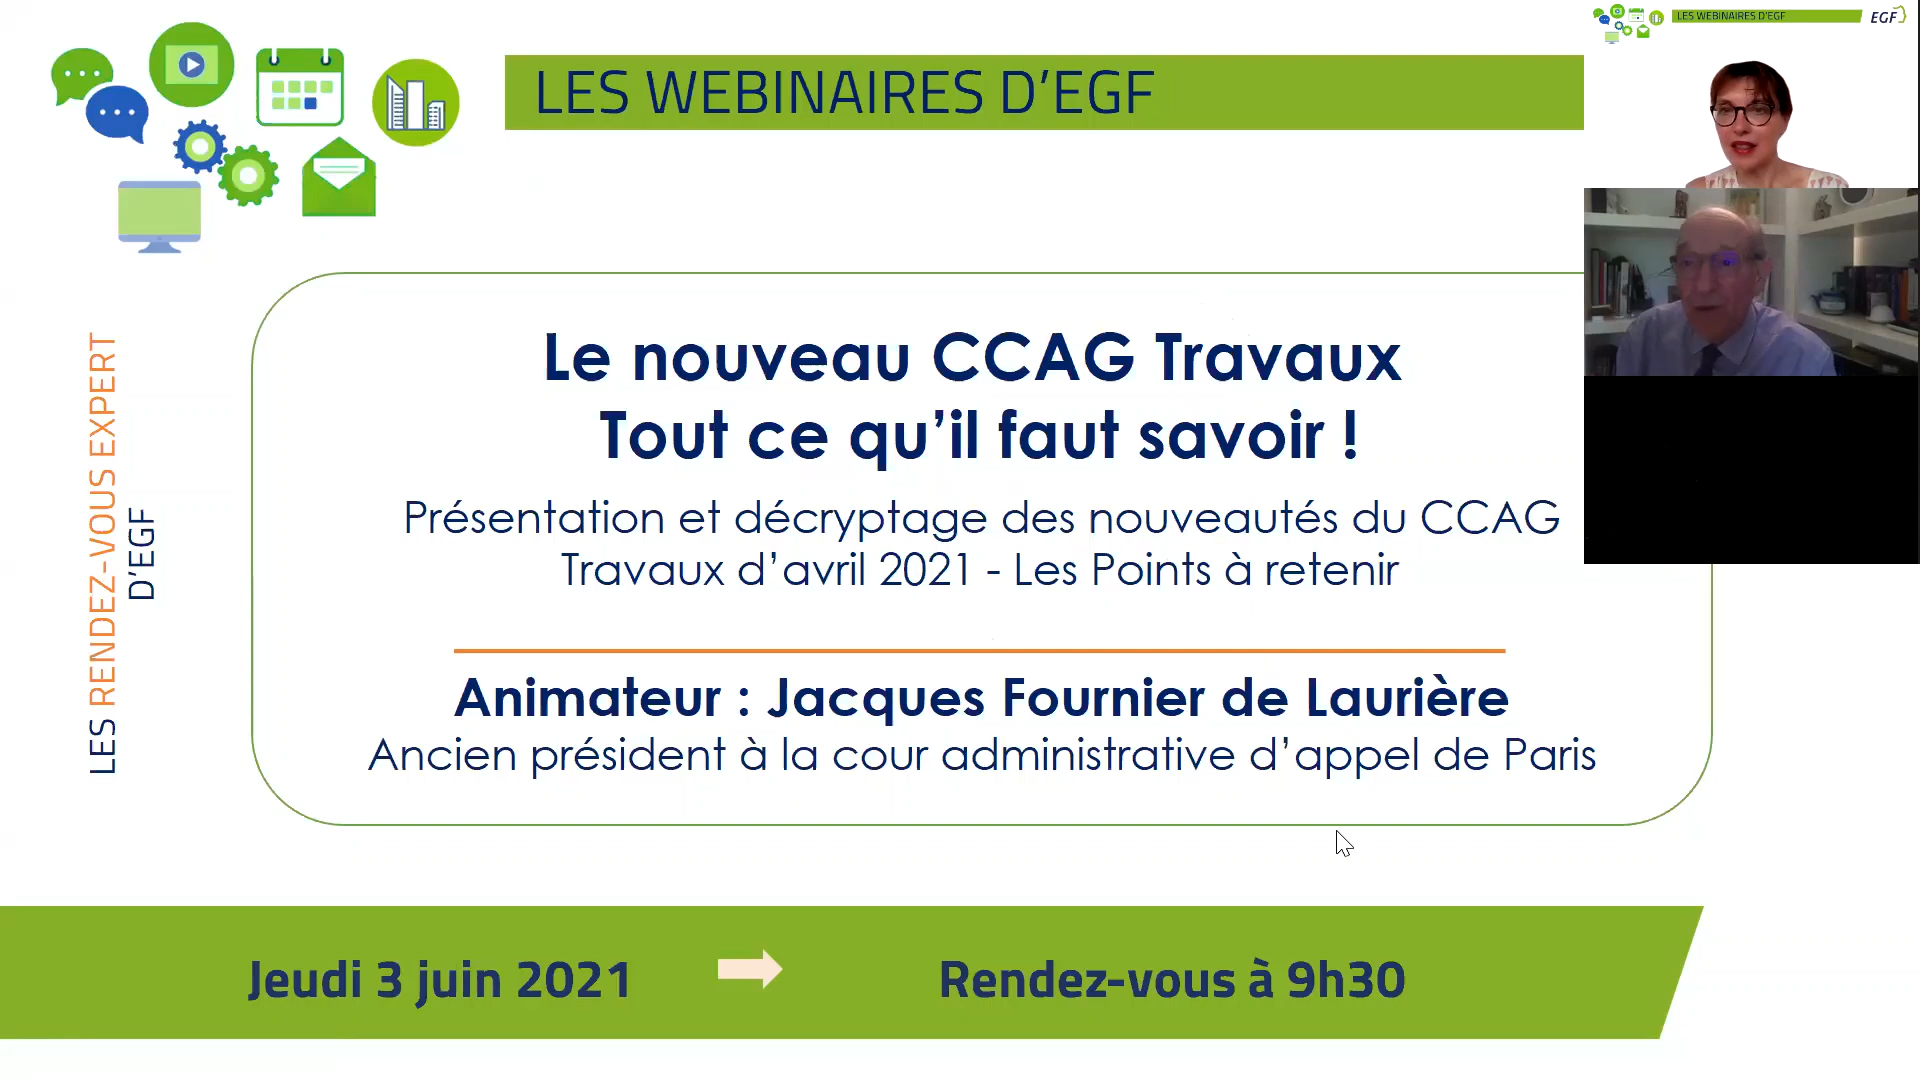 LES WEBINAIRES D'EGF
LES WEBINAIRES D'EGF
EGF
LES RENDEZ-VOUS EXPERT
D'EGF
Le nouveau CCAG Travaux
Tout ce qu'il faut savoir !
Présentation et décryptage des nouveautés du CCAG
Travaux d'avril 2021 - Les Points à retenir
Animateur : Jacques Fournier de Laurière
Ancien président à la cour administrative d'appel de Paris
Jeudi 3 juin 2021
Rendez-vous à 9h30